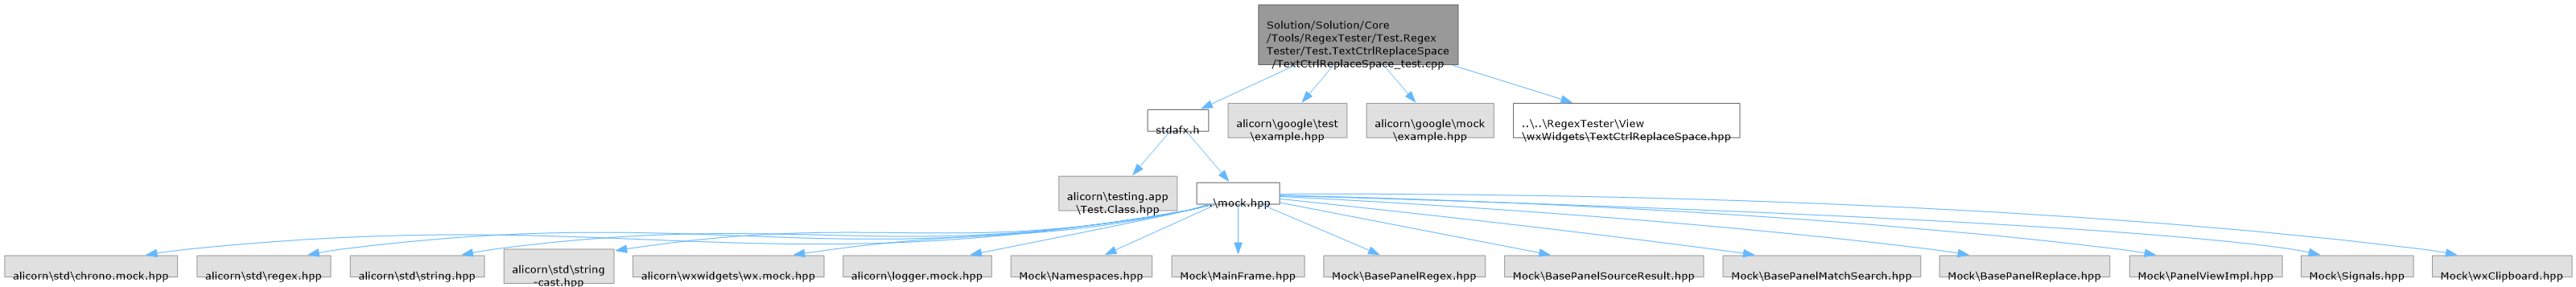 Solution/Solution/Core
/Tools/RegexTester/Test.Regex
Tester/Test.TextCtrlReplaceSpace
/TextCtrlReplaceSpace_test.cpp
stdafx.h
alicorn\google\test
\example.hpp
alicorn\google\mock
\example.hpp
..\..\RegexTester\View
\wxWidgets\TextCtrlReplaceSpace.hpp
alicorn\testing.app
\Test.Class.hpp
..\mock.hpp
alicorn\std\chrono.mock.hpp
alicorn\std\regex.hpp
alicorn\std\string.hpp
alicorn\std\string
-cast.hpp
alicorn\wxwidgets\wx.mock.hpp
alicorn\logger.mock.hpp
Mock\Namespaces.hpp
Mock\MainFrame.hpp
Mock\BasePanelRegex.hpp
Mock\BasePanelSourceResult.hpp
Mock\BasePanelMatchSearch.hpp
Mock\BasePanelReplace.hpp
Mock\PanelViewImpl.hpp
Mock\Signals.hpp
Mock\wxClipboard.hpp